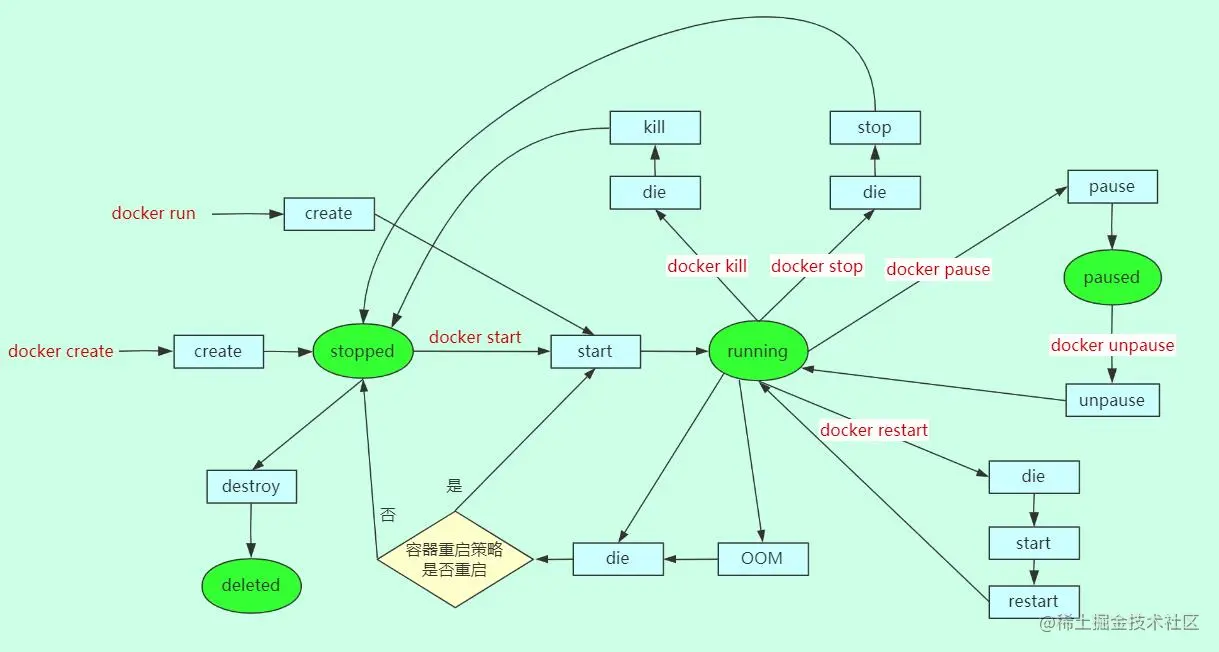 kill
stop
die
die
pause
docker run
create
docker kill
docker stop
docker pause
paused
docker create
create
stopped
docker start
start
running
docker unpause
unpause
docker restart
destroy
是
否
die
容器重启策略
是否重启
die
OOM
start
deleted
restart
@稀土掘金技术社区